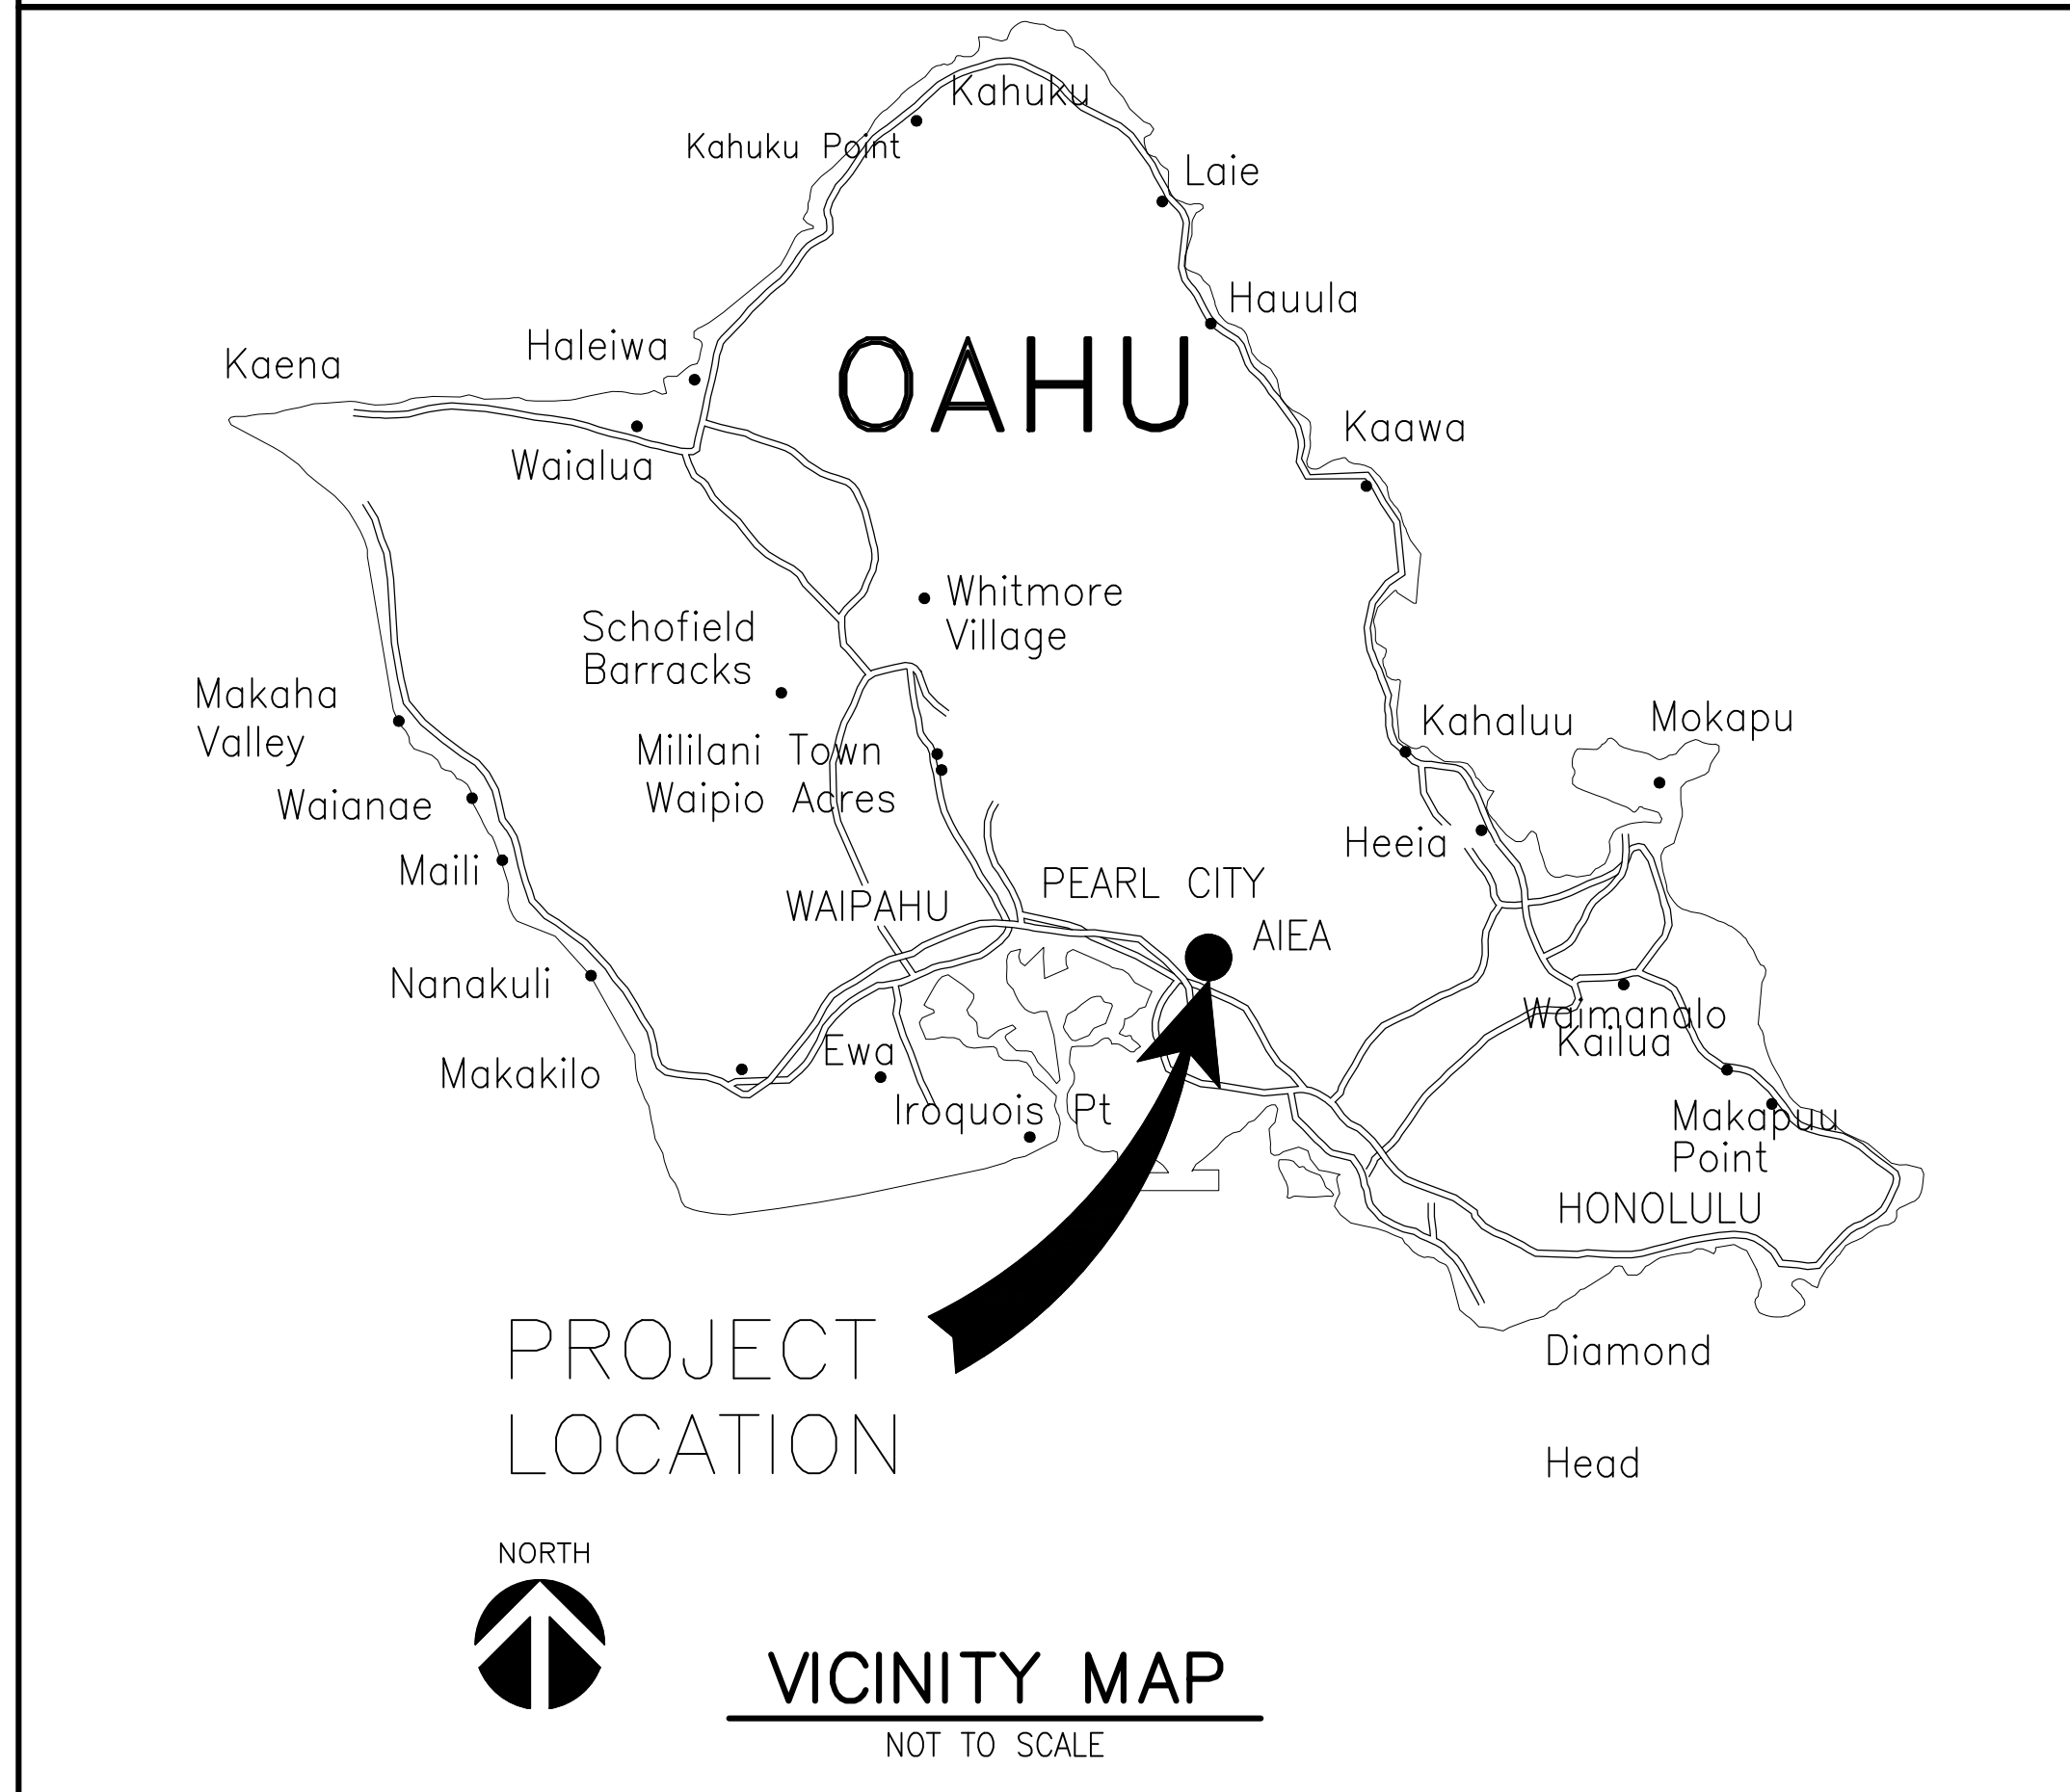 Kahuku
Kahuku Point
Laie
Hauula
OAHU
Haleiwa
Kaena
Kaawa
Waialua
Whitmore
Village
Schofield
Barracks
Makaha
Valley
Kahaluu
Mokapu
Mililani Town
Waipio Acres
Waianae
Heeia
Maili
PEARL CITY
WAIPAHU
AIEA
Nanakuli
Waimanalo
Kailua
Ewa
Makakilo
Iroquois Pt
Makapuu
Point
HONOLULU
Diamond
Head
PROJECT
LOCATION
NORTH
VICINITY MAP
NOT TO SCALE